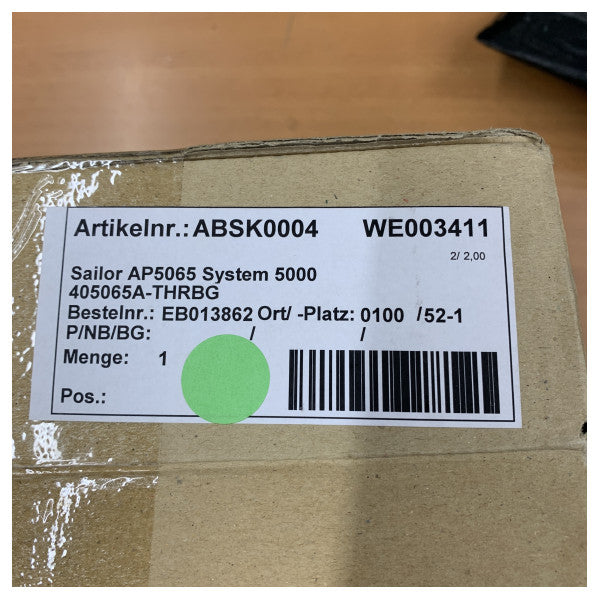 Artikelnr.: ABSK0004 WE003411
2/ 2,00
Sailor AP5065 System 5000
405065A-THRBG
Bestelnr.: EB013862 Ort/ -Platz: 0100 /52-1
P/NB/BG: / /
Menge: 1
Pos.: